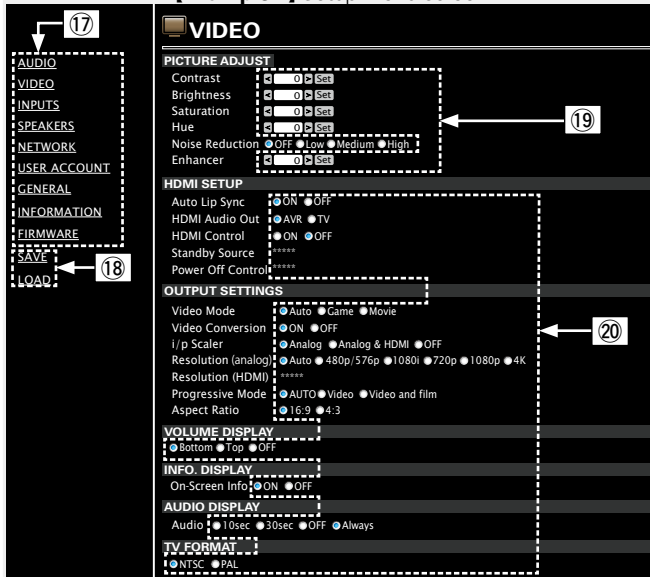 ⑰
AUDIO
VIDEO
INPUTS
SPEAKERS
NETWORK
USER ACCOUNT
GENERAL
INFORMATION
FIRMWARE
SAVE
LOAD
⑱
VIDEO
PICTURE ADJUST
Contrast 0 Set
Brightness 0 Set
Saturation 0 Set
Hue 0 Set
Noise Reduction OFF Low Medium High
Enhancer 0 Set
⑲
HDMI SETUP
Auto Lip Sync ON OFF
HDMI Audio Out AVR TV
HDMI Control ON OFF
Standby Source *****
Power Off Control *****
OUTPUT SETTINGS
Video Mode Auto Game Movie
Video Conversion ON OFF
i/p Scaler Analog Analog & HDMI OFF
Resolution (analog) Auto 480p/576p 1080i 720p 1080p 4K
Resolution (HDMI) *****
Progressive Mode AUTO Video Video and film
Aspect Ratio 16:9 4:3
⑳
VOLUME DISPLAY
Bottom Top OFF
INFO. DISPLAY
On-Screen Info ON OFF
AUDIO DISPLAY
Audio 10sec 30sec OFF Always
TV FORMAT
NTSC PAL